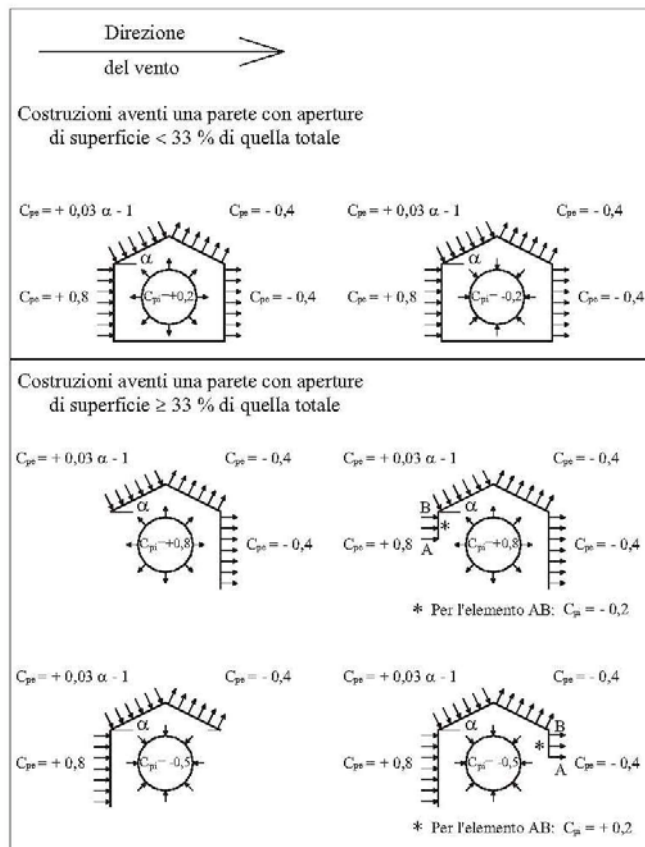 Direzione
del vento
Costruzioni aventi una parete con aperture
di superficie < 33 % di quella totale
Cpe = + 0,03 α - 1
Cpe = - 0,4
Cpe = + 0,03 α - 1
Cpe = - 0,4
α
α
Cpe = + 0,8
Cpi = +0,2
Cpe = - 0,4
Cpe = + 0,8
Cpi = -0,2
Cpe = - 0,4
Costruzioni aventi una parete con aperture
di superficie ≥ 33 % di quella totale
Cpe = + 0,03 α - 1
Cpe = - 0,4
Cpe = + 0,03 α - 1
Cpe = - 0,4
α
B
α
*
Cpi = +0,8
Cpe = - 0,4
Cpe = + 0,8
A
Cpi = +0,8
Cpe = - 0,4
* Per l'elemento AB: Cpi = - 0,2
Cpe = + 0,03 α - 1
Cpe = - 0,4
Cpe = + 0,03 α - 1
Cpe = - 0,4
α
α
B
*
Cpe = + 0,8
Cpi = -0,5
Cpe = + 0,8
Cpi = -0,5
A
Cpe = - 0,4
* Per l'elemento AB: Cpi = + 0,2